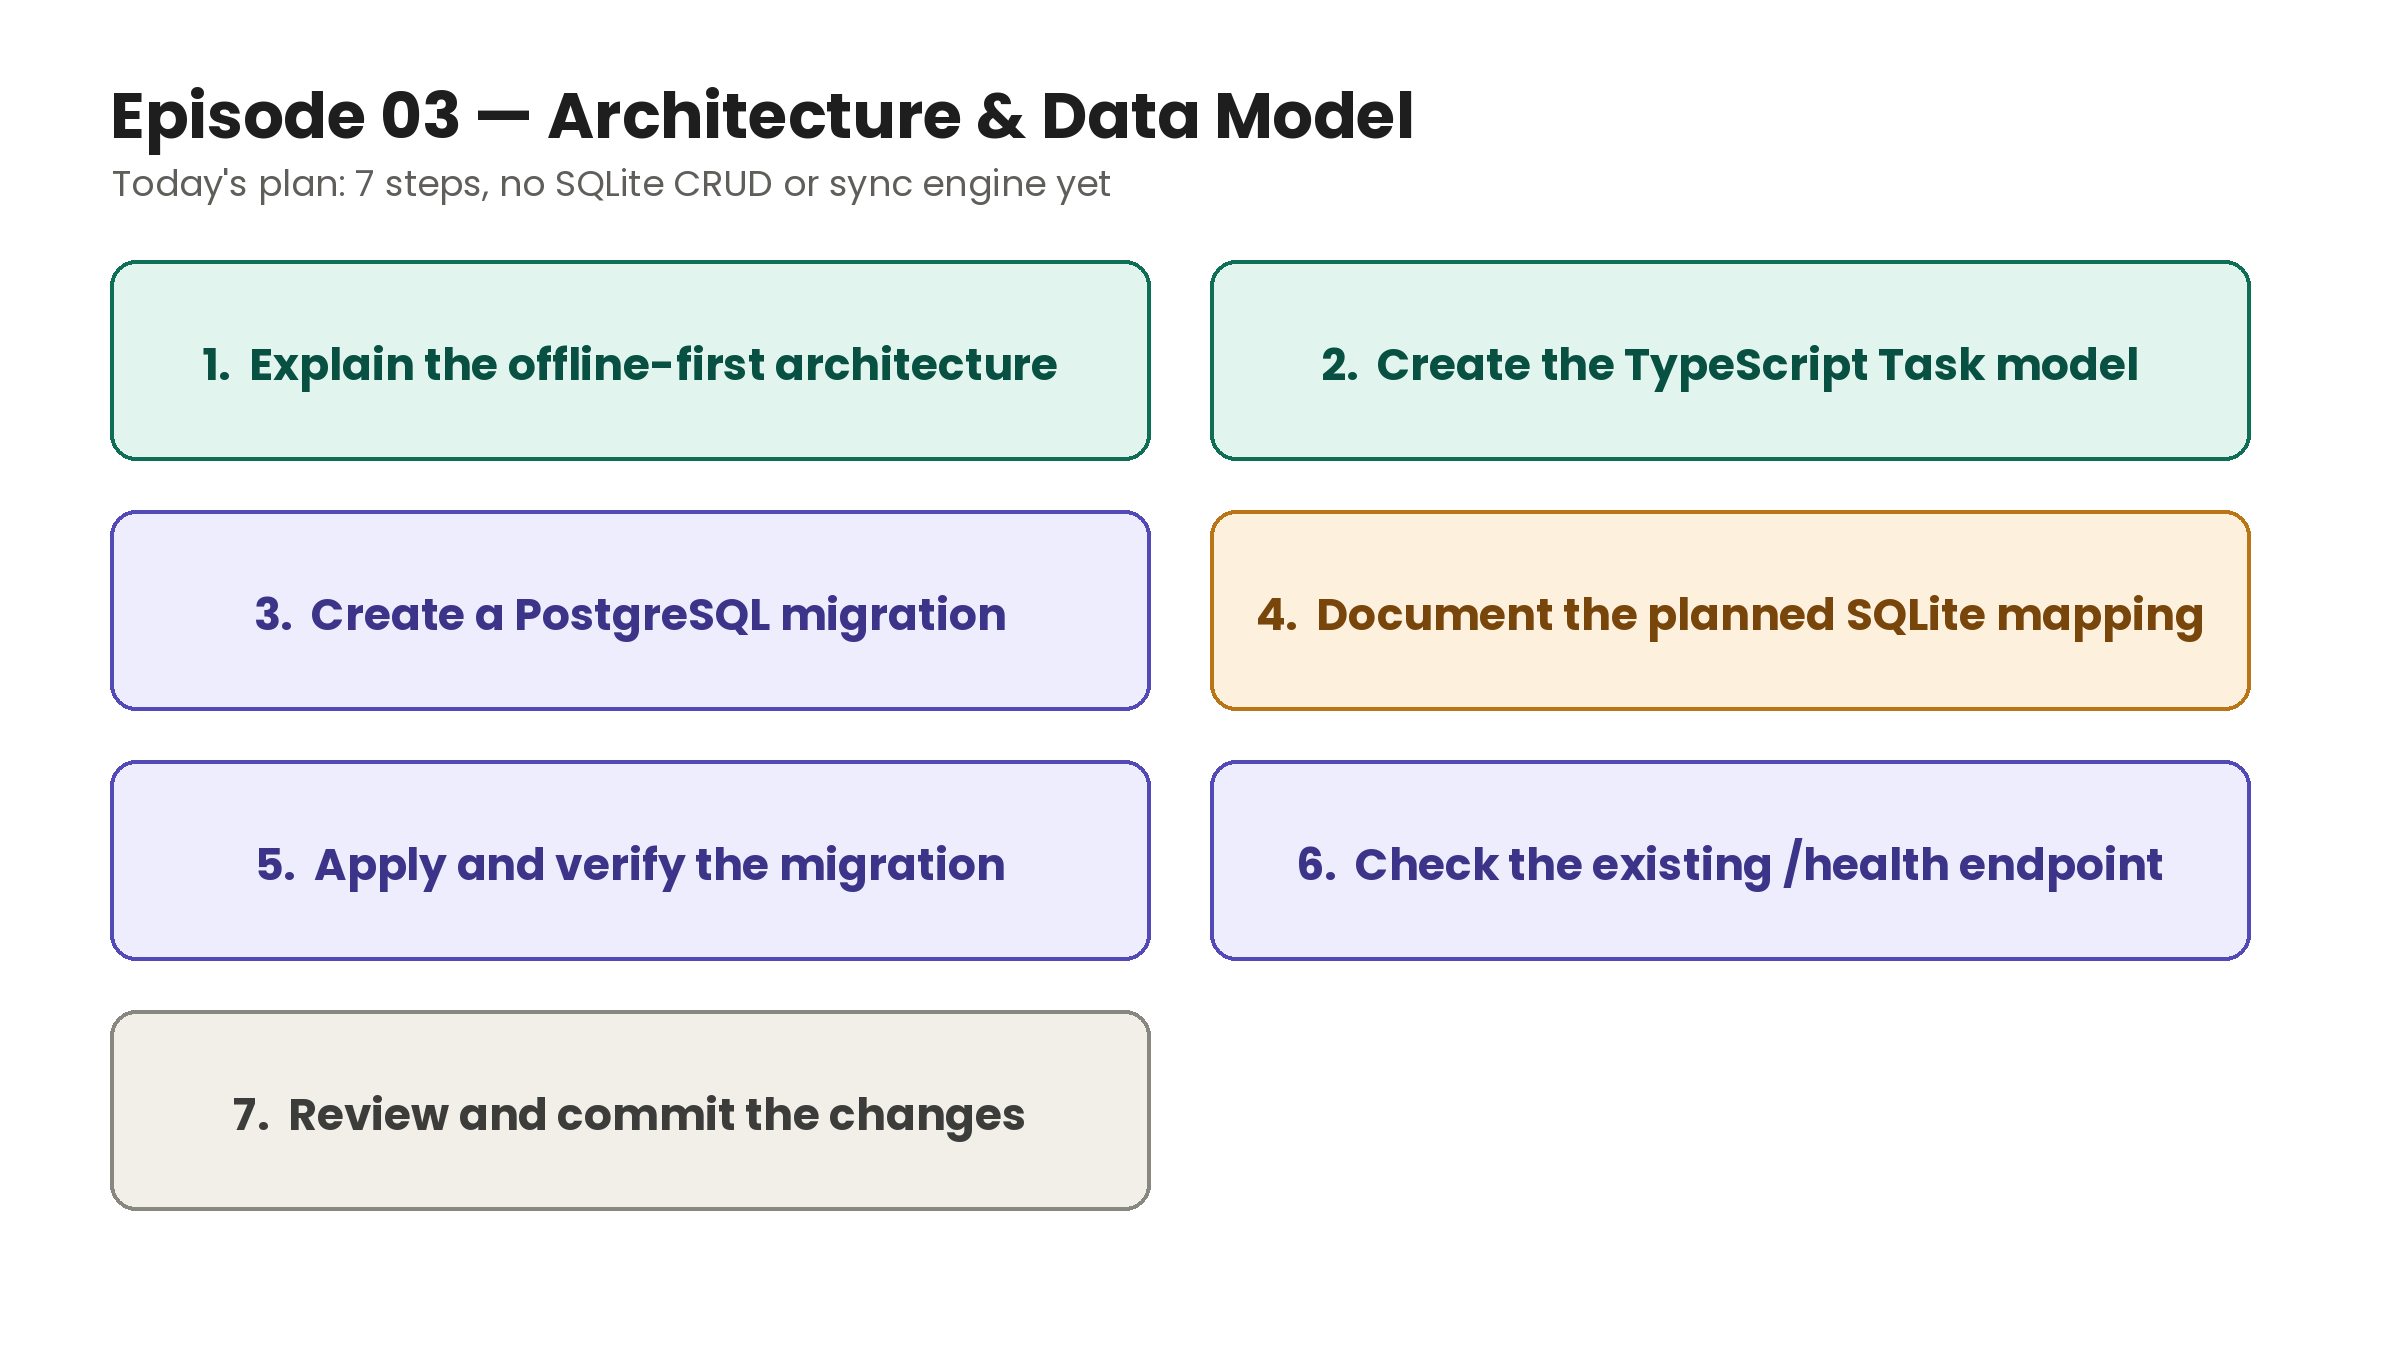 Episode 03 — Architecture & Data Model
Today's plan: 7 steps, no SQLite CRUD or sync engine yet
1. Explain the offline-first architecture
2. Create the TypeScript Task model
3. Create a PostgreSQL migration
4. Document the planned SQLite mapping
5. Apply and verify the migration
6. Check the existing /health endpoint
7. Review and commit the changes